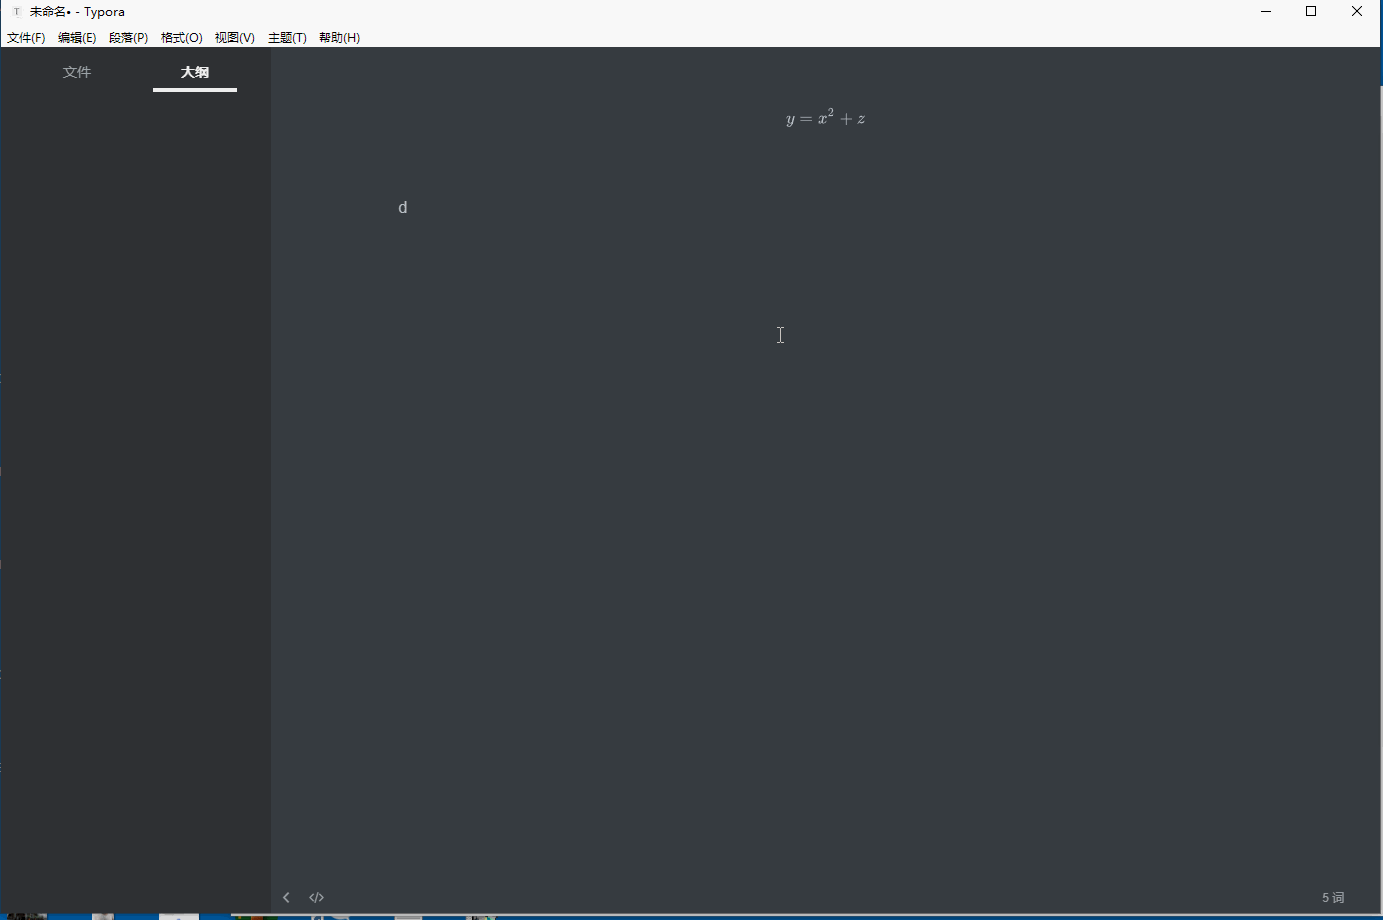 T 未命名• - Typora
文件(F) 编辑(E) 段落(P) 格式(O) 视图(V) 主题(T) 帮助(H)
文件 大纲
y = x² + z
d
</> 5 词